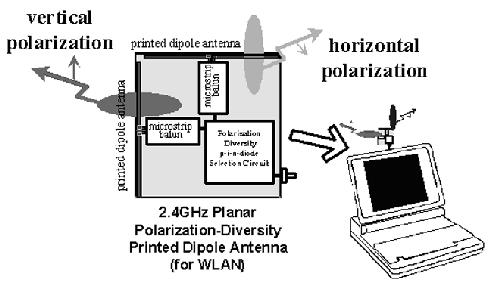 vertical
polarization
printed dipole antenna
horizontal
polarization
printed dipole antenna
microstrip
balun
microstrip
balun
Polarisation
Diversity
p-i-n-diode
Selection Circuit
2.4GHz Planar
Polarization-Diversity
Printed Dipole Antenna
(for WLAN)